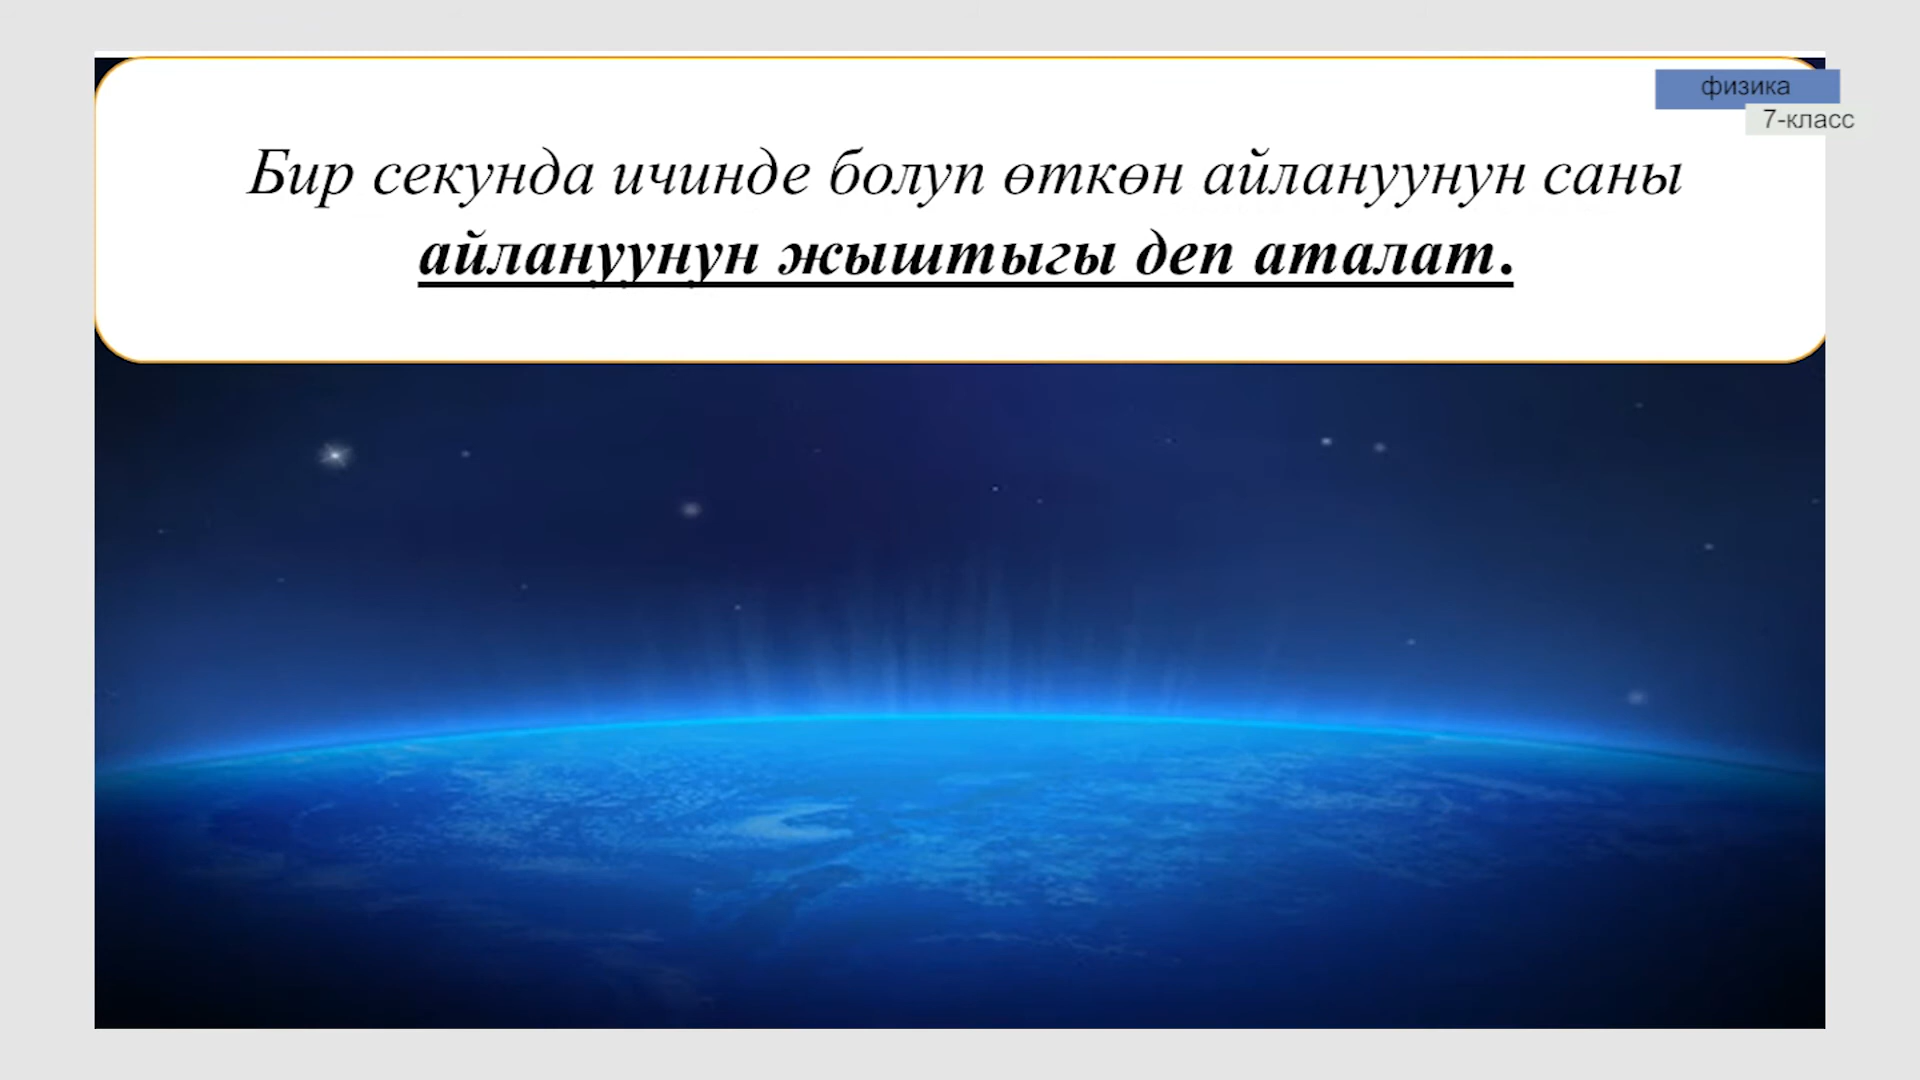 физика
7-класс
Бир секунда ичинде болуп өткөн айлануунун саны
айлануунун жыштыгы деп аталат.